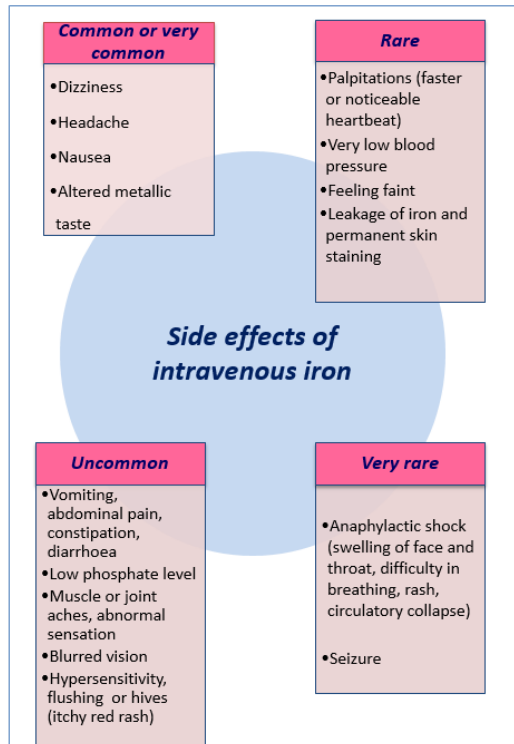 Common or very
common
•Dizziness
•Headache
•Nausea
•Altered metallic
taste
Rare
•Palpitations (faster
or noticeable
heartbeat)
•Very low blood
pressure
•Feeling faint
•Leakage of iron and
permanent skin
staining
Side effects of
intravenous iron
Uncommon
•Vomiting,
abdominal pain,
constipation,
diarrhoea
•Low phosphate level
•Muscle or joint
aches, abnormal
sensation
•Blurred vision
•Hypersensitivity,
flushing or hives
(itchy red rash)
Very rare
•Anaphylactic shock
(swelling of face and
throat, difficulty in
breathing, rash,
circulatory collapse)
•Seizure